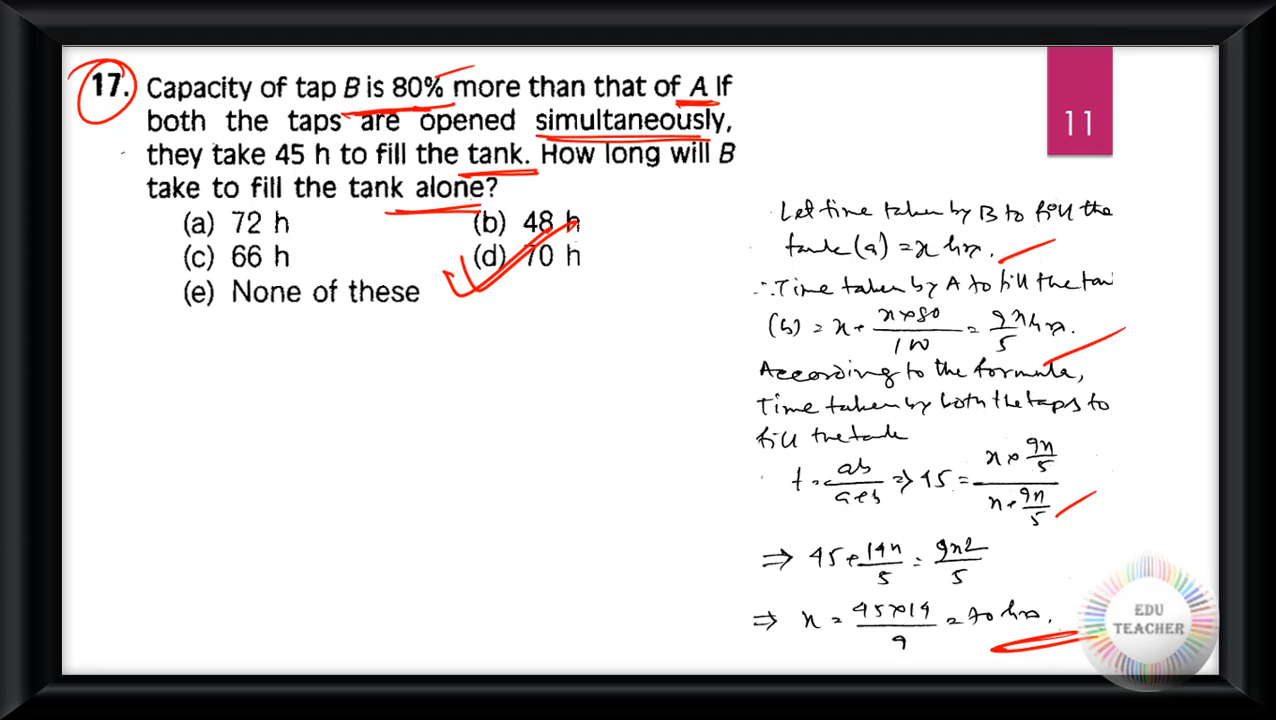 17. Capacity of tap B is 80% more than that of A If
both the taps are opened simultaneously,
they take 45 h to fill the tank. How long will B
take to fill the tank alone?
(a) 72 h (b) 48 h
(c) 66 h (d) 70 h
(e) None of these
11
Let time taken by B to fill the
tank (a) = x hrs.
∴ Time taken by A to fill the tan
(b) = x + x×80/100 = 9x/5 hrs.
According to the formula,
Time taken by both the taps to
fill the tank
t = ab/a+b ⇒ 45 = x × 9x/5 / x + 9x/5
⇒ 45 × 14x/5 = 9x2/5
⇒ x = 45×14/9 = 70 hrs.
EDU
TEACHER